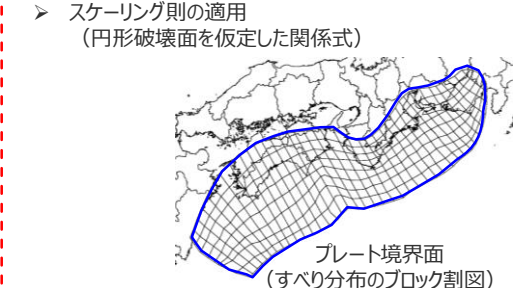 ➢ スケーリング則の適用
（円形破壊面を仮定した関係式）
プレート境界面
（すべり分布のブロック割図）